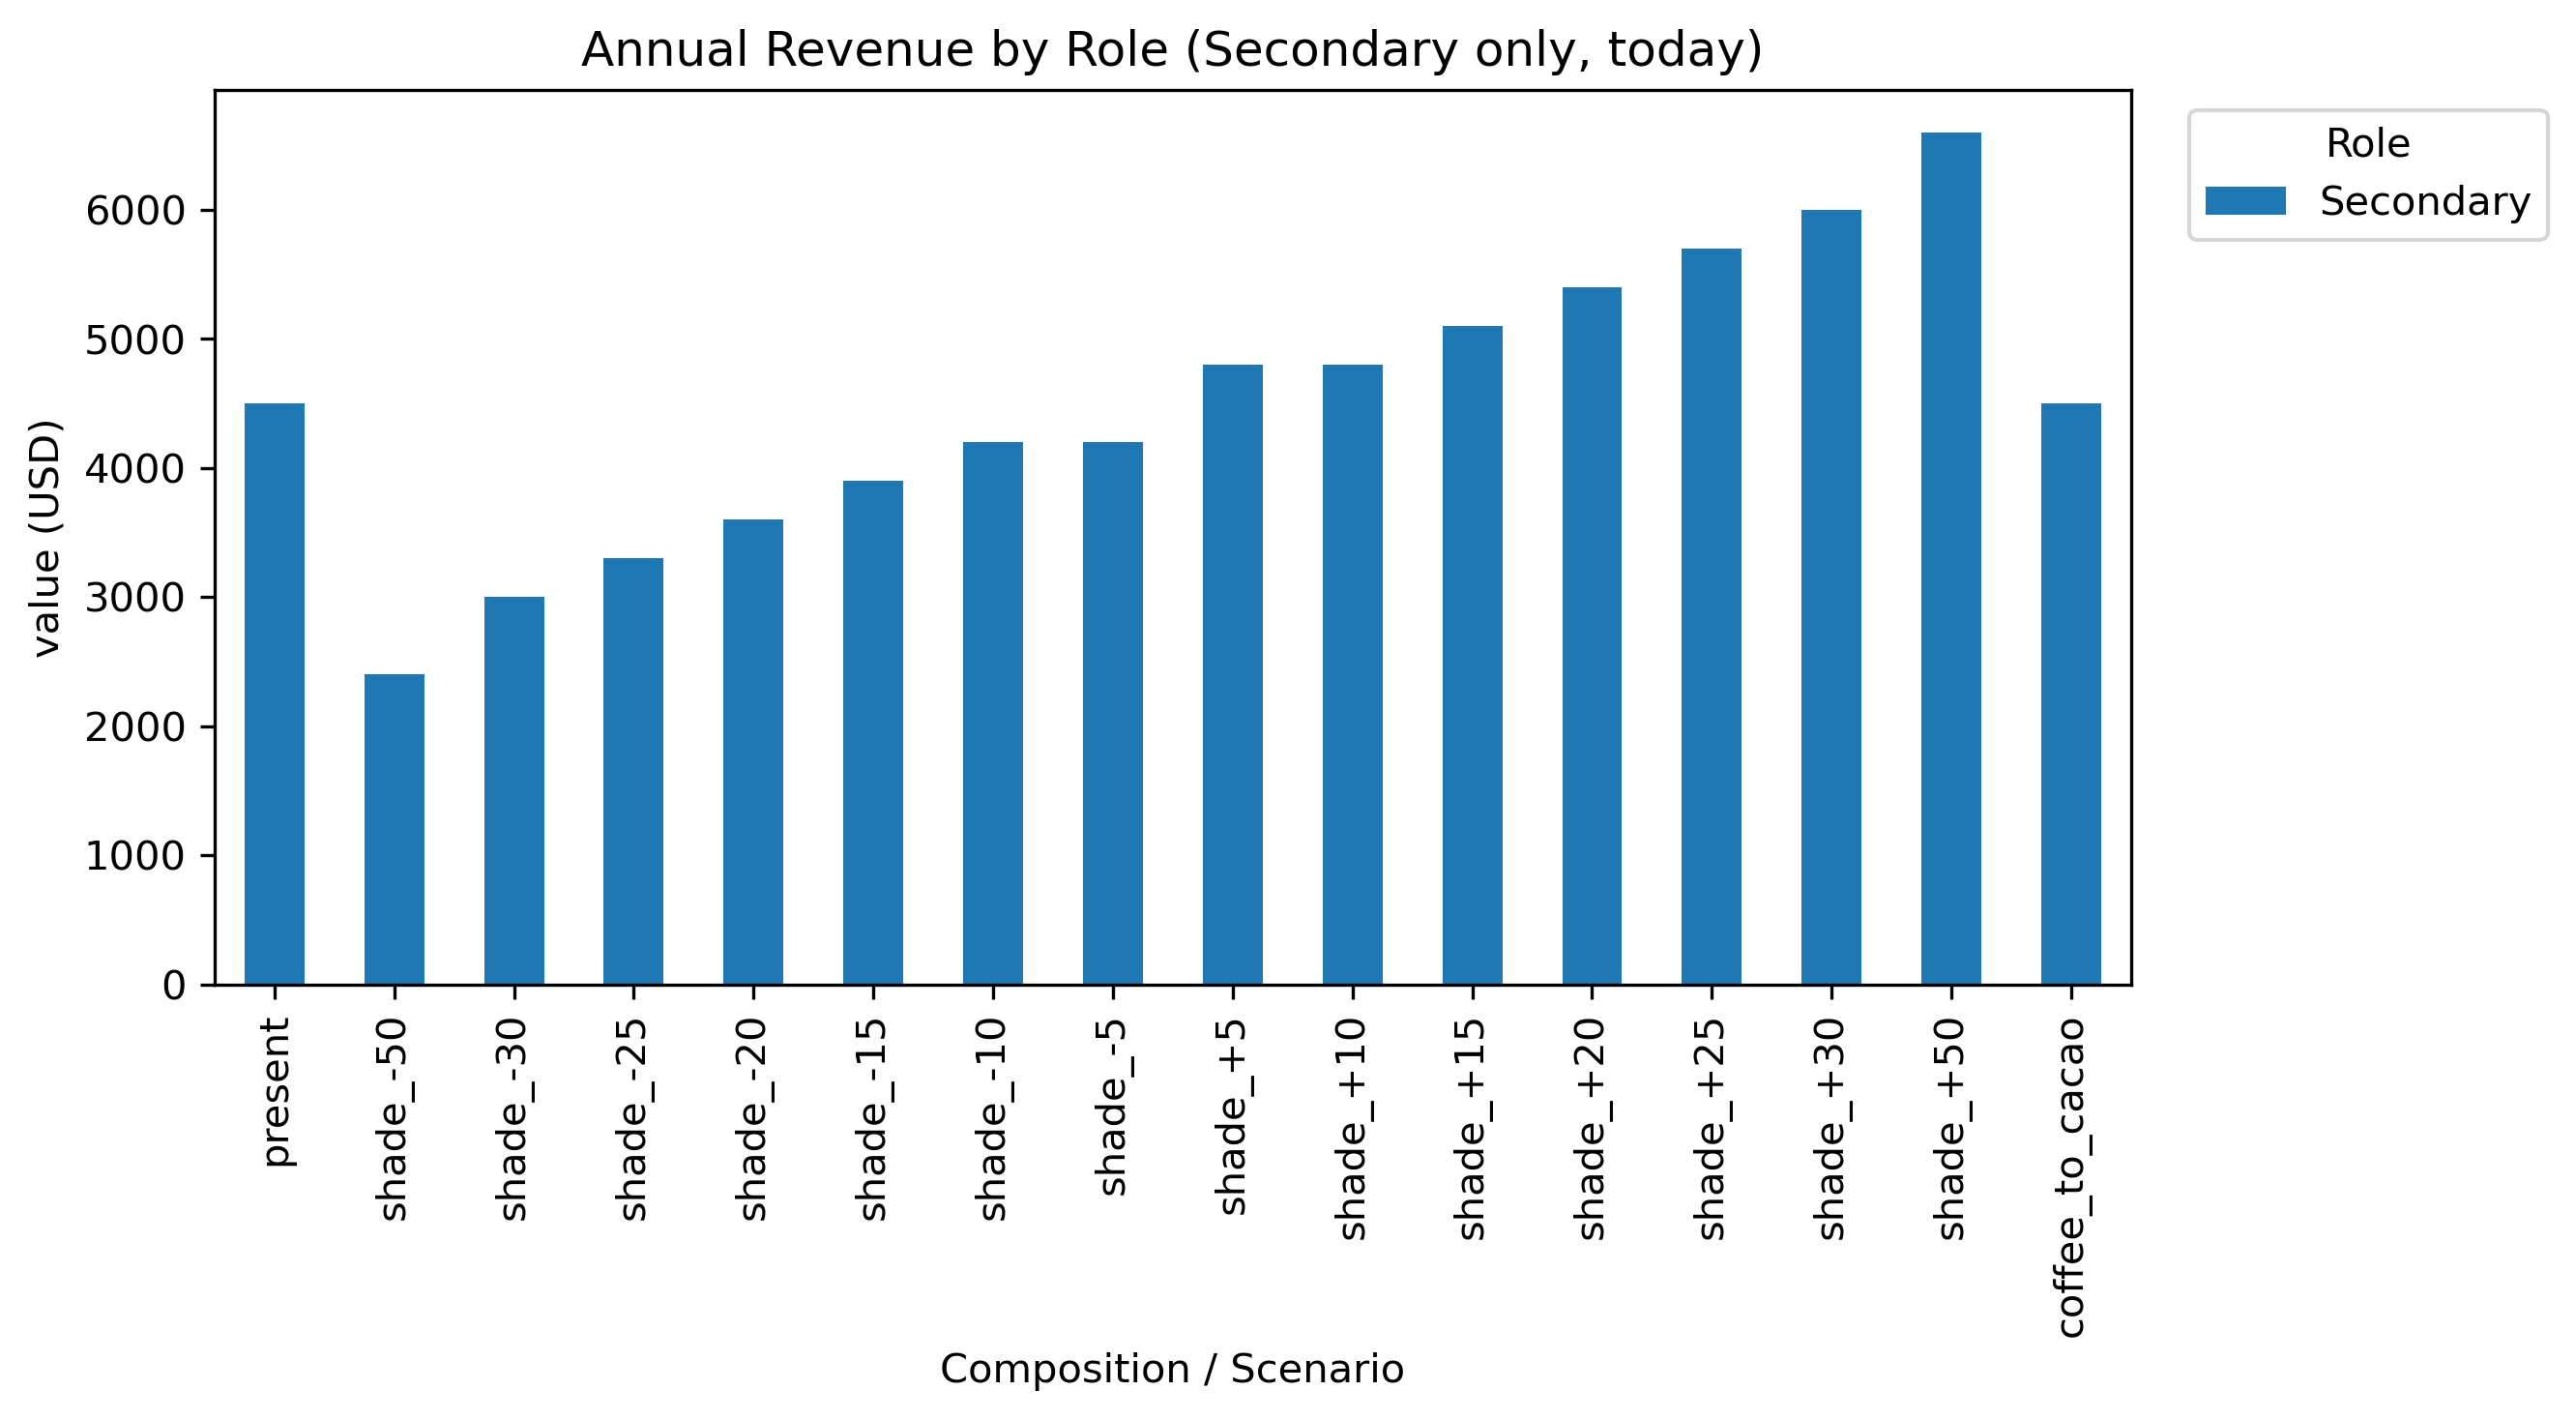 Annual Revenue by Role (Secondary only, today)
Role
Secondary
value (USD)
6000
5000
4000
3000
2000
1000
0
present
shade_-50
shade_-30
shade_-25
shade_-20
shade_-15
shade_-10
shade_-5
shade_+5
shade_+10
shade_+15
shade_+20
shade_+25
shade_+30
shade_+50
coffee_to_cacao
Composition / Scenario